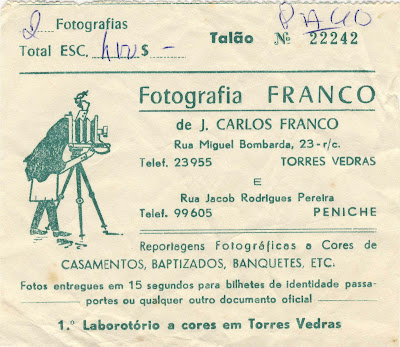 2 Fotografias PAGO
Total ESC. $ - Talão Nº 22242
Fotografia FRANCO
de J. CARLOS FRANCO
Rua Miguel Bombarda, 23-r/c.
Telef. 23955 TORRES VEDRAS
E
Rua Jacob Rodrigues Pereira
Telef. 99605 PENICHE
Reportagens Fotográficas a Cores de
CASAMENTOS, BAPTIZADOS, BANQUETES, ETC.
Fotos entregues em 15 segundos para bilhetes de identidade passa-
portes ou qualquer outro documento oficial
1.º Laborotório a cores em Torres Vedras